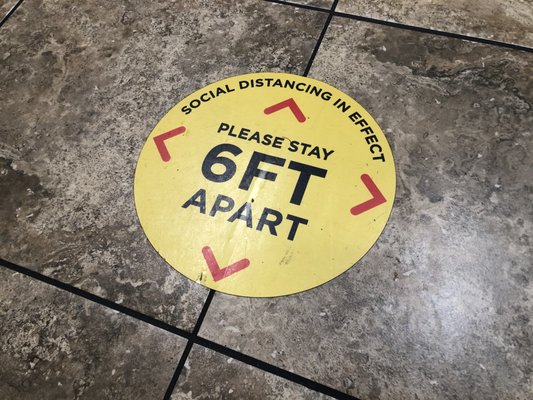 SOCIAL DISTANCING IN EFFECT
PLEASE STAY
6FT
APART